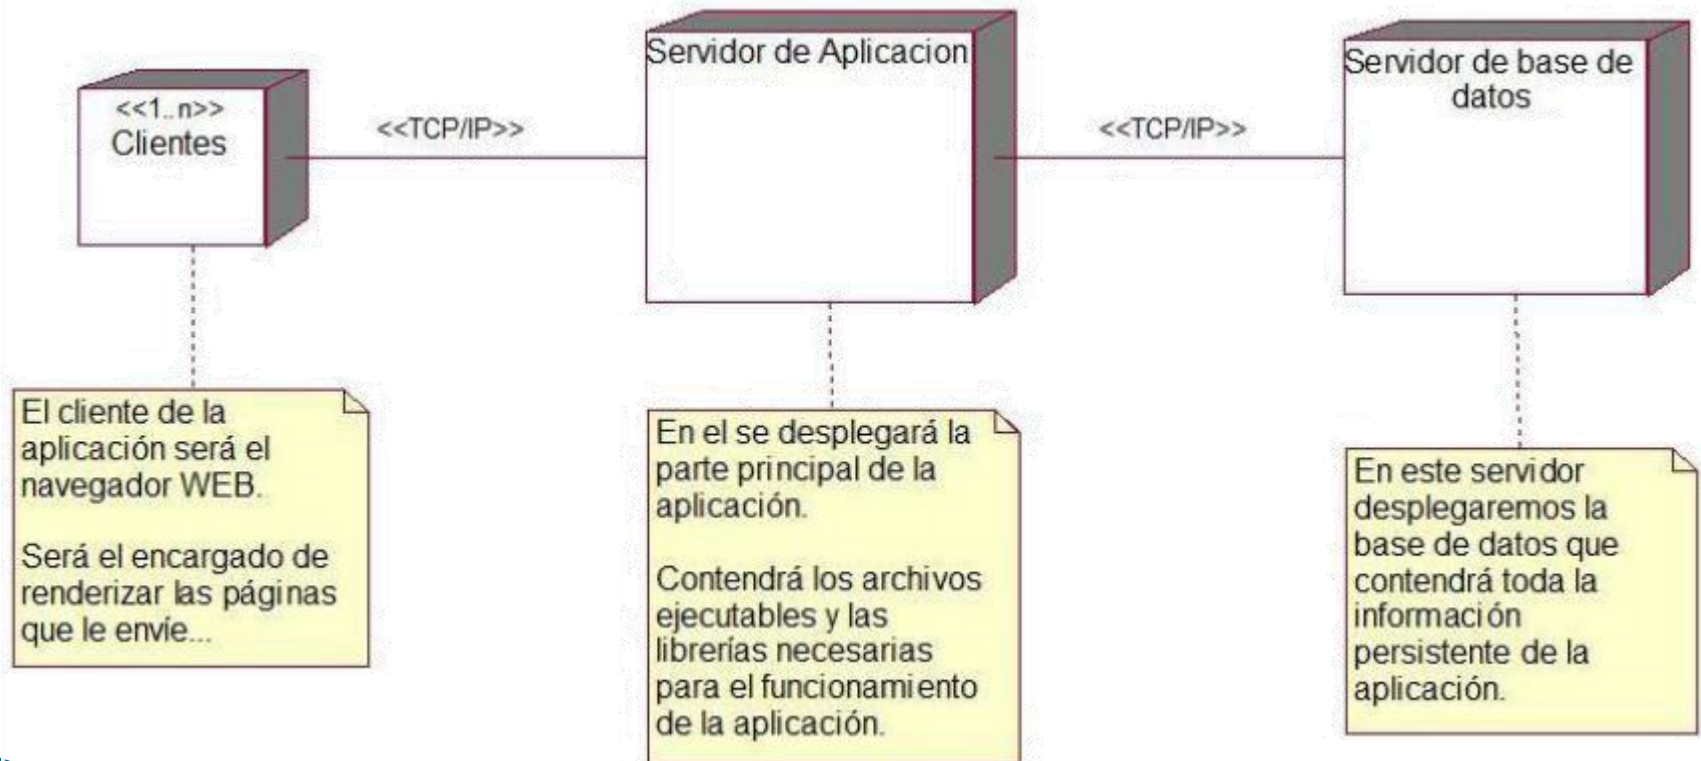 <<1..n>>
Clientes
<<TCP/IP>>
Servidor de Aplicacion
<<TCP/IP>>
Servidor de base de
datos
El cliente de la
aplicación será el
navegador WEB.
Será el encargado de
renderizar las páginas
que le envíe...
En el se desplegará la
parte principal de la
aplicación.
Contendrá los archivos
ejecutables y las
librerías necesarias
para el funcionamiento
de la aplicación.
En este servidor
desplegaremos la
base de datos que
contendrá toda la
información
persistente de la
aplicación.